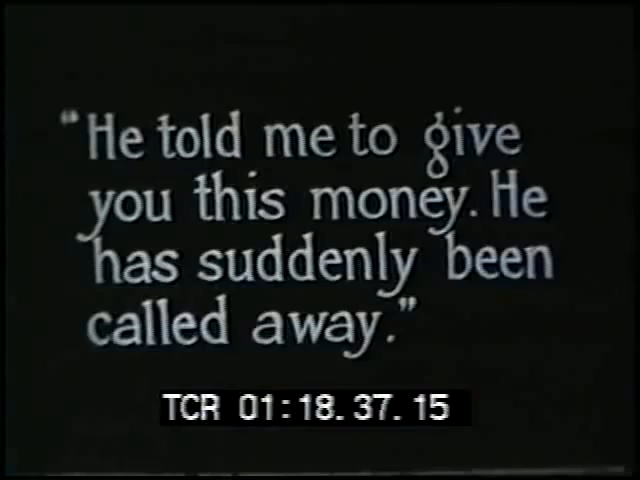 "He told me to give
you this money. He
has suddenly been
called away."
TCR 01:18.37.15